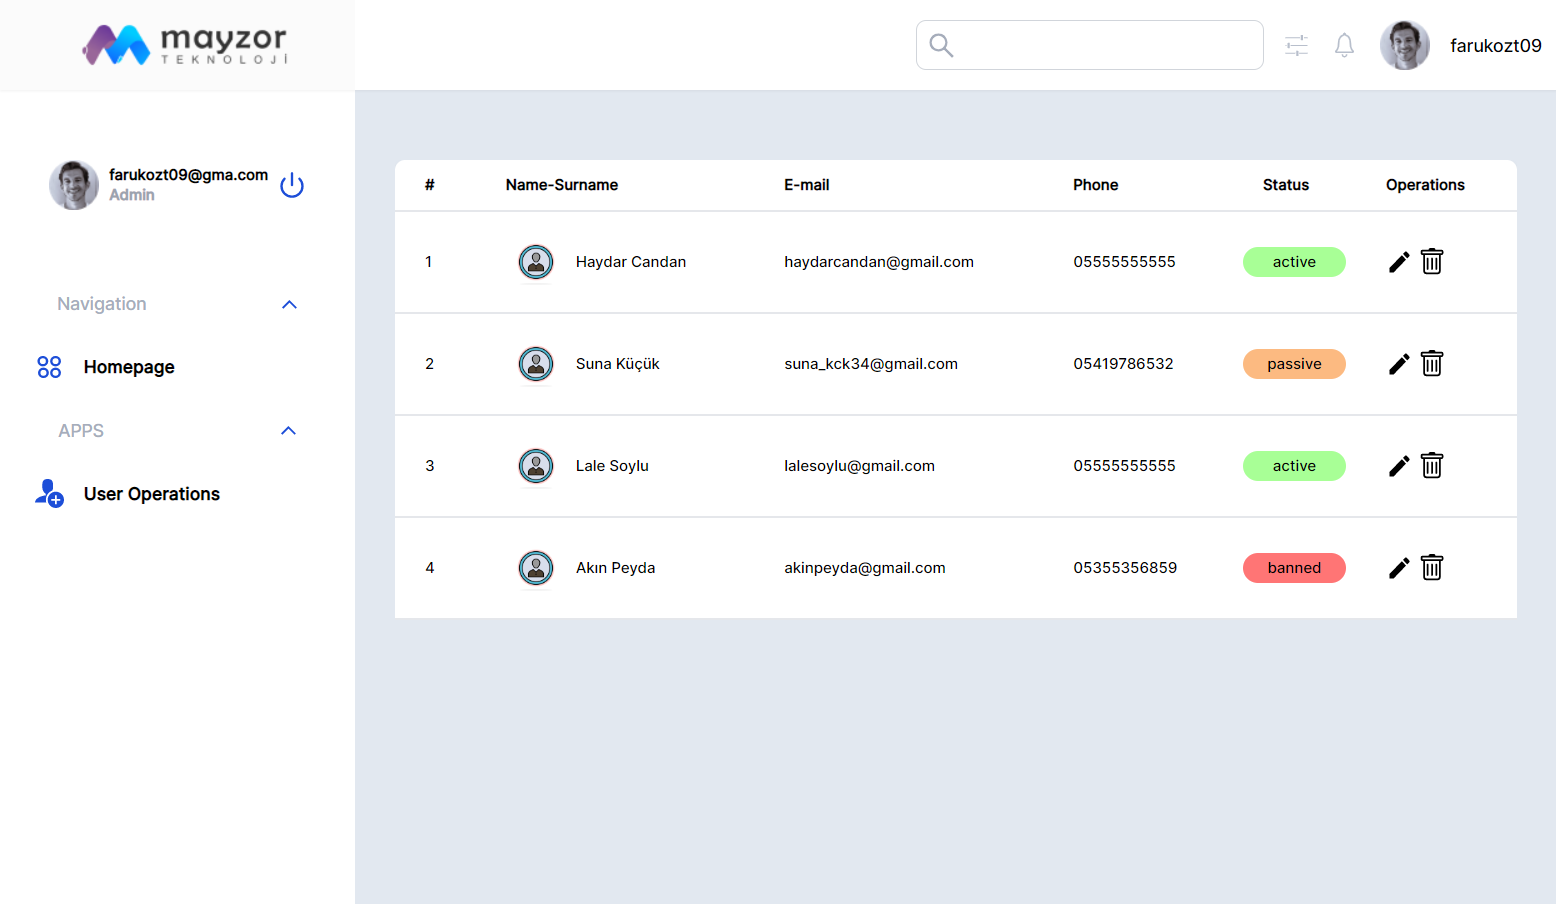 mayzor
TEKNOLOJİ
farukozt09
farukozt09@gma.com
Admin
Navigation
Homepage
APPS
User Operations
# Name-Surname E-mail Phone Status Operations
1 Haydar Candan haydarcandan@gmail.com 05555555555 active
2 Suna Küçük suna_kck34@gmail.com 05419786532 passive
3 Lale Soylu lalesoylu@gmail.com 05555555555 active
4 Akın Peyda akinpeyda@gmail.com 05355356859 banned